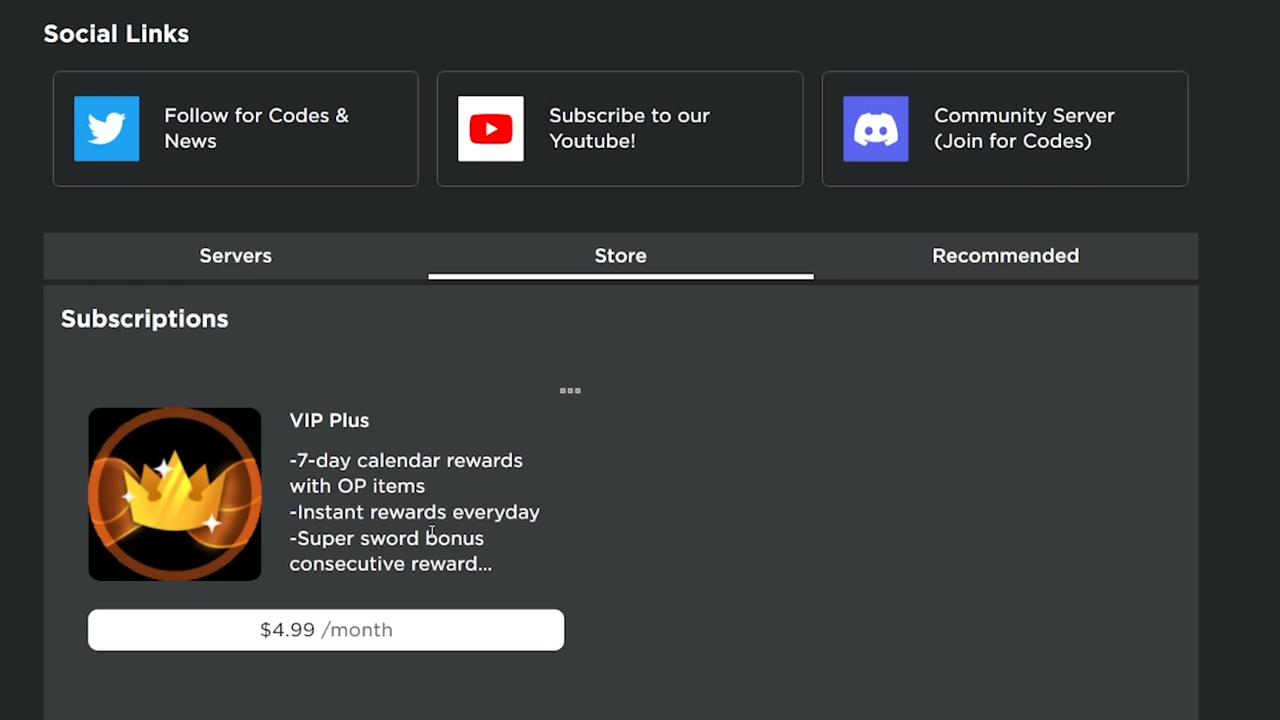 Social Links
Follow for Codes &
News
Subscribe to our
Youtube!
Community Server
(Join for Codes)
Servers
Store
Recommended
Subscriptions
VIP Plus
-7-day calendar rewards
with OP items
-Instant rewards everyday
-Super sword bonus
consecutive reward...
$4.99 /month